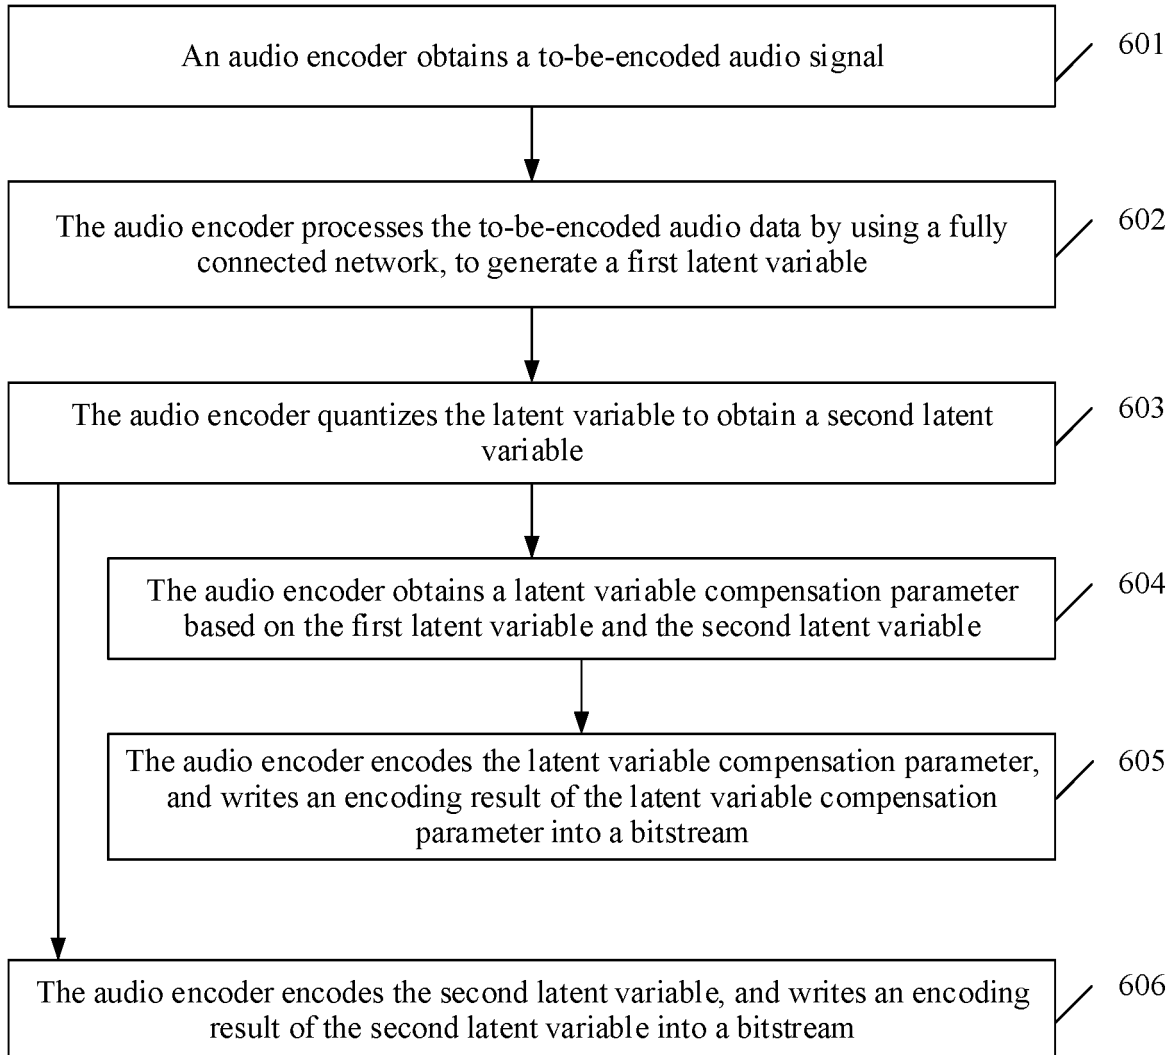 An audio encoder obtains a to-be-encoded audio signal
601
The audio encoder processes the to-be-encoded audio data by using a fully
connected network, to generate a first latent variable
602
The audio encoder quantizes the latent variable to obtain a second latent
variable
603
The audio encoder obtains a latent variable compensation parameter
based on the first latent variable and the second latent variable
604
The audio encoder encodes the latent variable compensation parameter,
and writes an encoding result of the latent variable compensation
parameter into a bitstream
605
The audio encoder encodes the second latent variable, and writes an encoding
result of the second latent variable into a bitstream
606